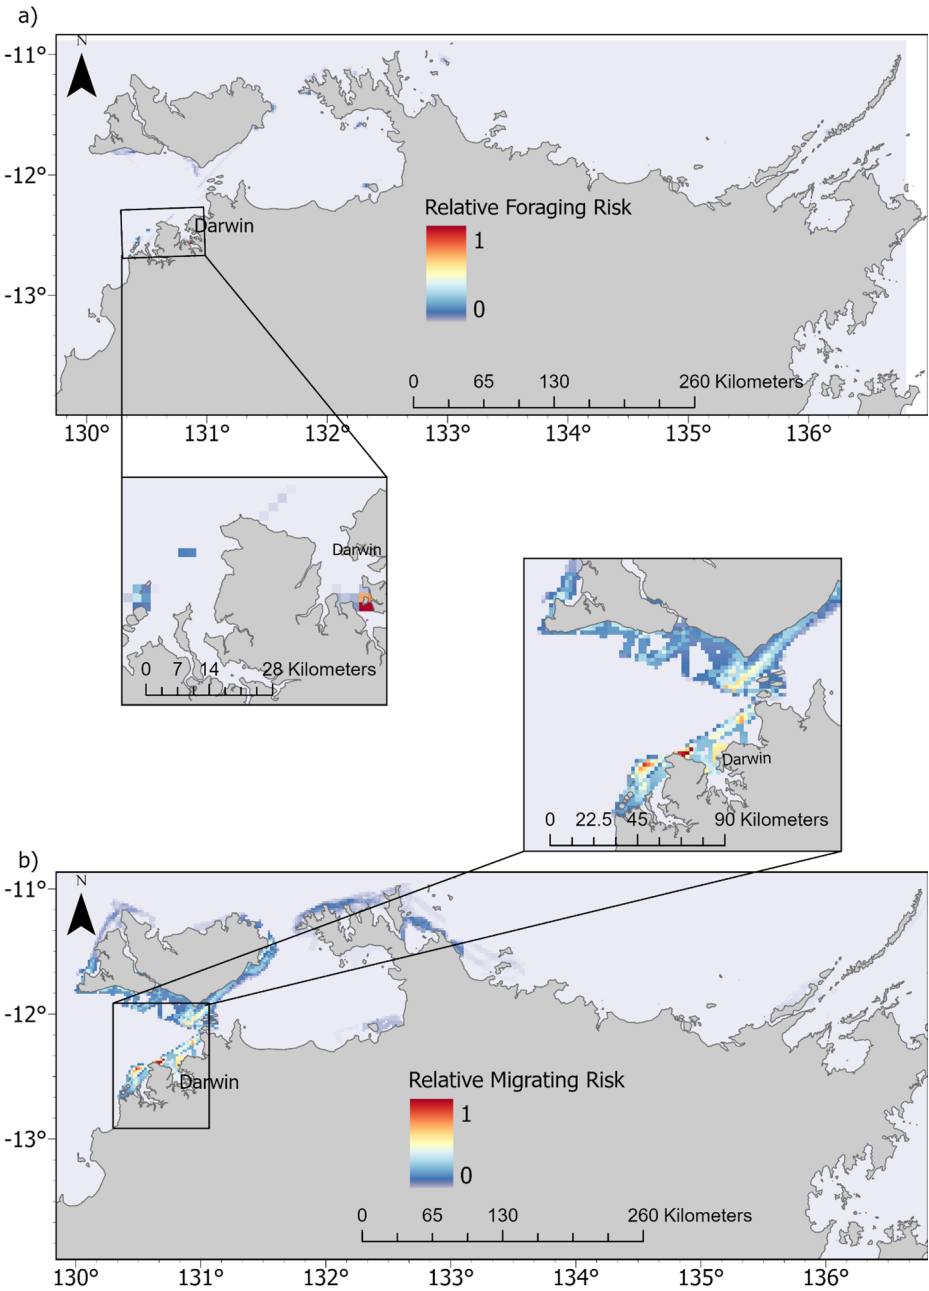 a)
N
-11°
-12°
-13°
Darwin
Relative Foraging Risk
1
0
0 65 130 260 Kilometers
130° 131° 132° 133° 134° 135° 136°
Darwin
0 7 14 28 Kilometers
Darwin
0 22.5 45 90 Kilometers
b)
N
-11°
-12°
-13°
Darwin
Relative Migrating Risk
1
0
0 65 130 260 Kilometers
130° 131° 132° 133° 134° 135° 136°